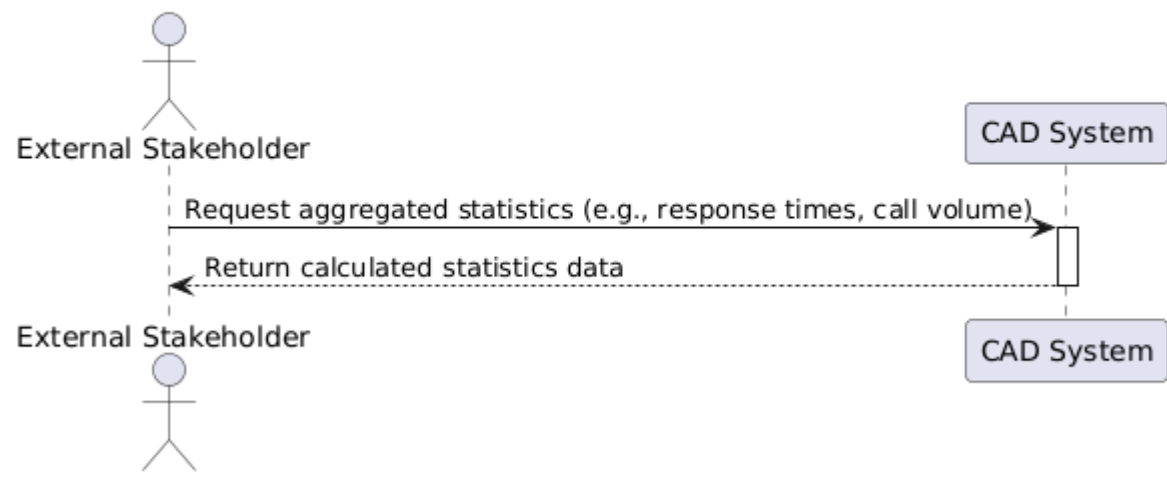 External Stakeholder
CAD System
Request aggregated statistics (e.g., response times, call volume)
Return calculated statistics data
External Stakeholder
CAD System